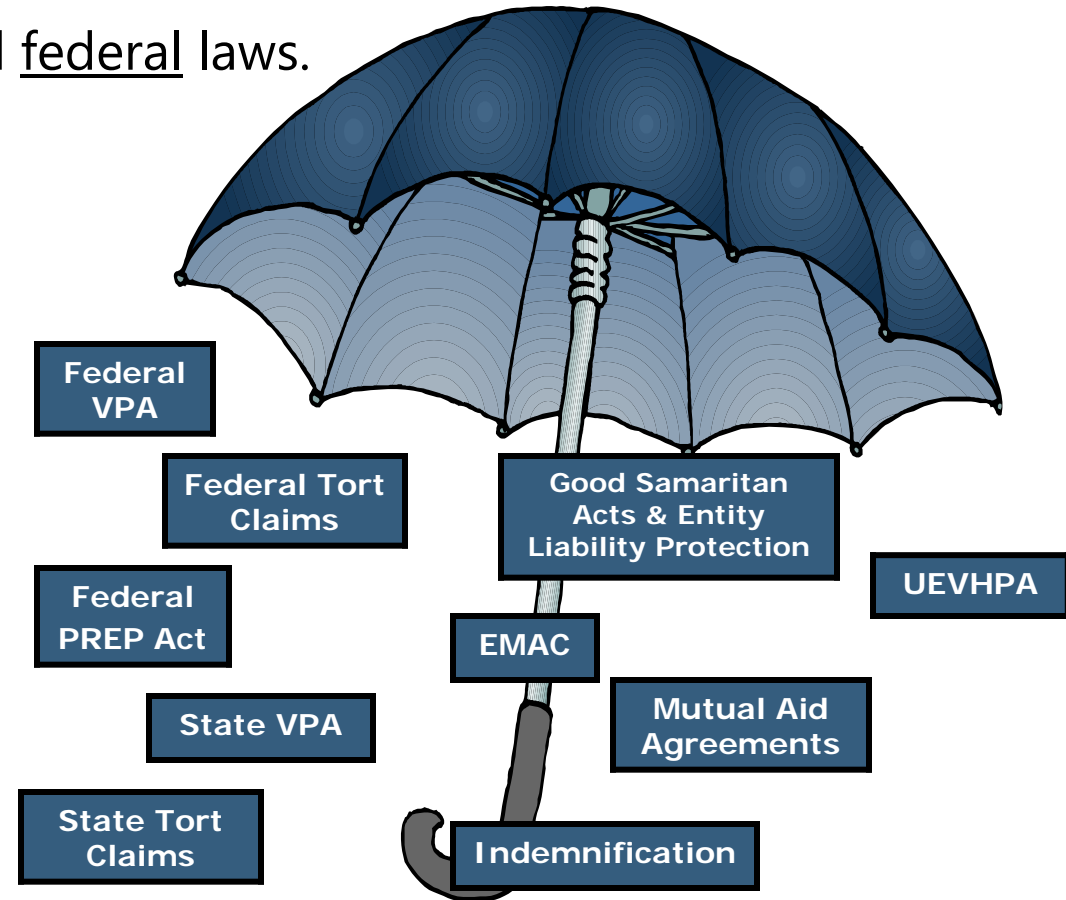 federal laws.
Federal
VPA
Federal Tort
Claims
Good Samaritan
Acts & Entity
Liability Protection
UEVHPA
Federal
PREP Act
EMAC
State VPA
Mutual Aid
Agreements
State Tort
Claims
Indemnification